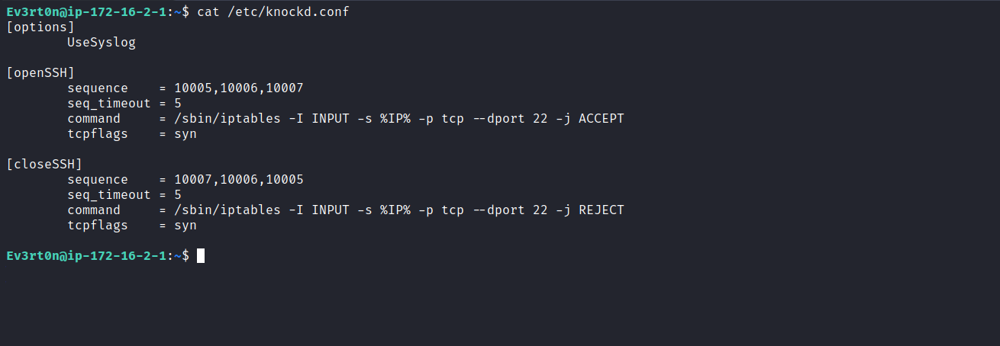 Ev3rt0n@ip-172-16-2-1:~$ cat /etc/knockd.conf
[options]
        UseSyslog

[openSSH]
        sequence    = 10005,10006,10007
        seq_timeout = 5
        command     = /sbin/iptables -I INPUT -s %IP% -p tcp --dport 22 -j ACCEPT
        tcpflags    = syn

[closeSSH]
        sequence    = 10007,10006,10005
        seq_timeout = 5
        command     = /sbin/iptables -I INPUT -s %IP% -p tcp --dport 22 -j REJECT
        tcpflags    = syn

Ev3rt0n@ip-172-16-2-1:~$